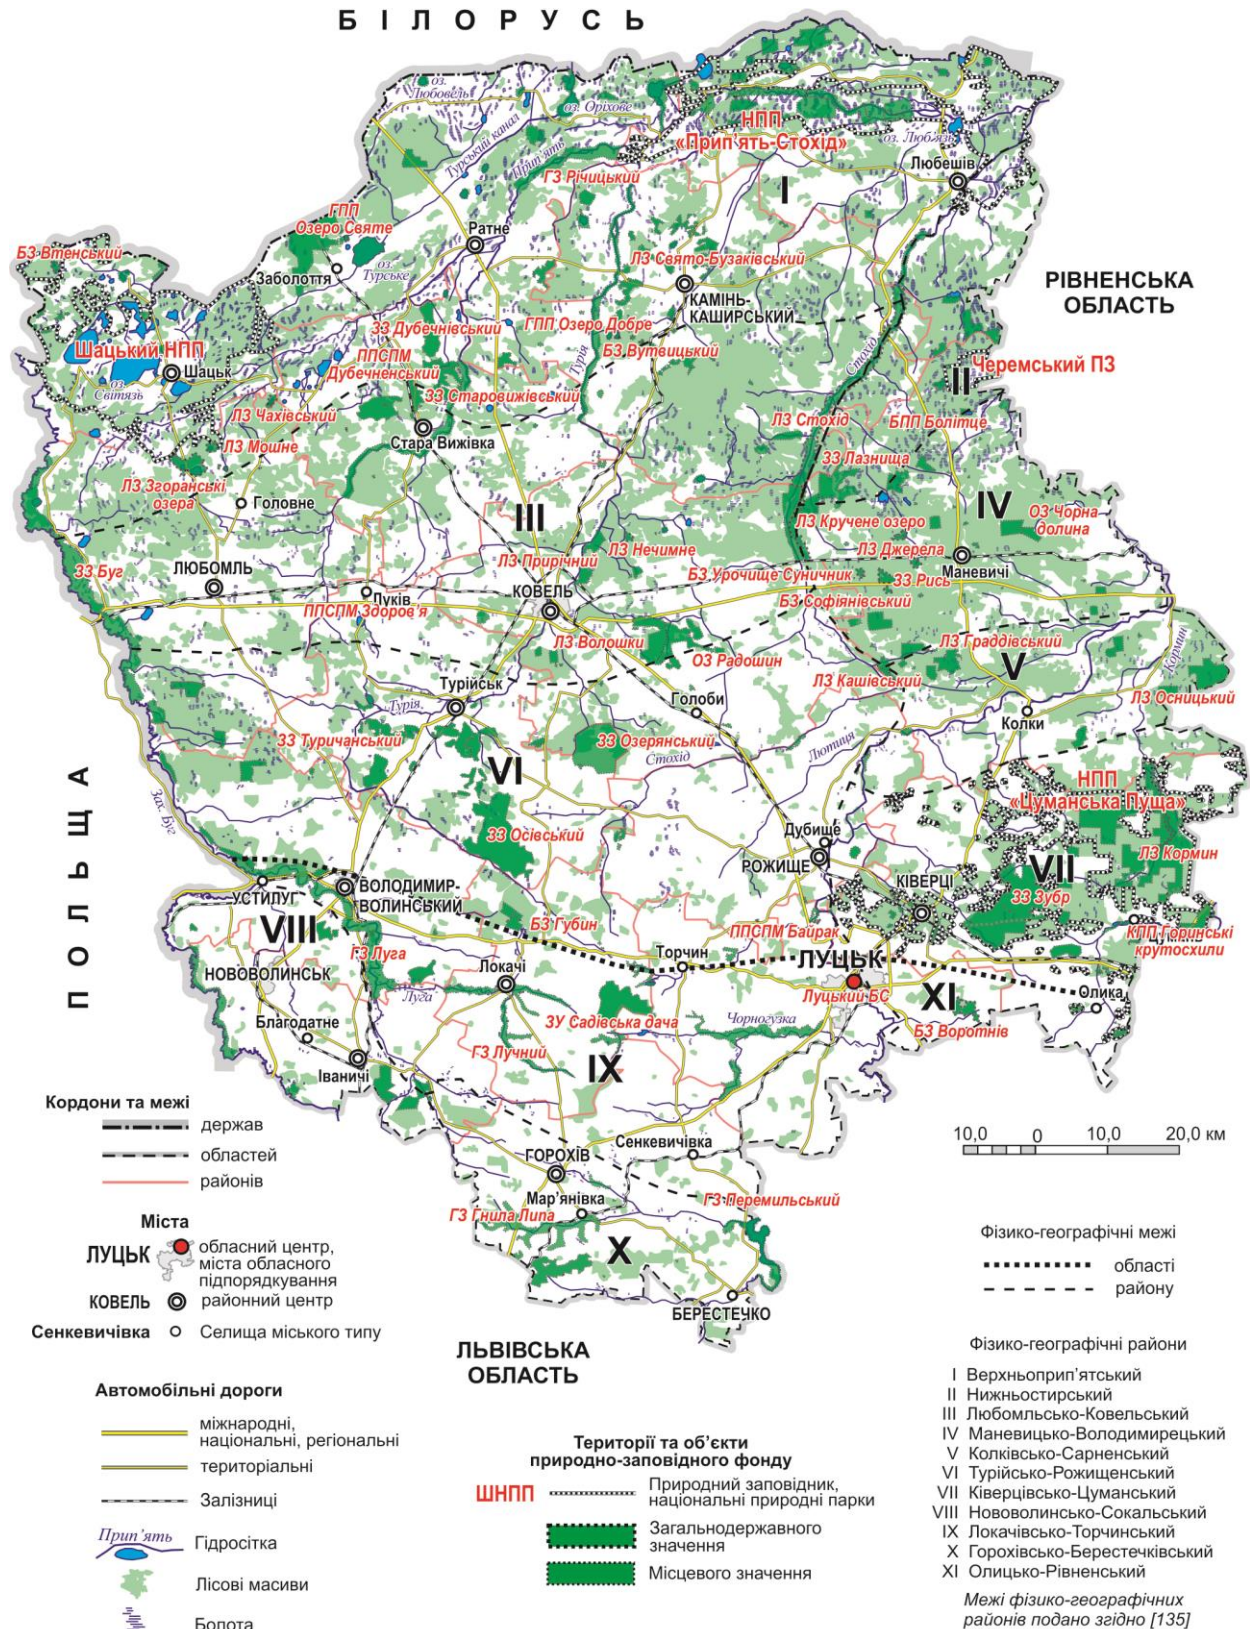 БІЛОРУСЬ
оз. Любовель
оз. Оріхове
Турський канал
Прип'ять
НПП
«Прип'ять-Стохід»
оз. Люб'язь
Любешів
ГЗ Річицький
I
ГПП
Озеро Святе
БЗ Втенський
Ратне
Заболоття
оз. Турське
ЛЗ Свято-Бузаківський
КАМІНЬ-
КАШИРСЬКИЙ
РІВНЕНСЬКА
ОБЛАСТЬ
ЗЗ Дубечнівський
ГПП Озеро Добре
ППСПМ
Дубечненський
БЗ Вутвицький
Турія
Стохід
Шацький НПП
Шацьк
оз. Світязь
Черемський ПЗ
II
ЗЗ Старовижівський
ЛЗ Чахівський
ЛЗ Мошне
Стара Вижівка
ЛЗ Стохід
БПП Болітце
ЗЗ Лазнища
ЛЗ Згоранські
озера
Головне
III
IV
ОЗ Чорна
долина
ЛЗ Кручене озеро
ЛЗ Нечимне
ЛЗ Джерела
ЛЗ Прирічний
Маневичі
ЗЗ Буг
ЛЮБОМЛЬ
БЗ Урочище Суничник
ЗЗ Рись
Луків
КОВЕЛЬ
ППСПМ Здоров'я
БЗ Софіянівський
ЛЗ Волошки
ЛЗ Граддівський
ОЗ Радошин
V
Кормин
Турійськ
ЛЗ Кашівський
Голоби
ЛЗ Осницький
Колки
Турія
ЗЗ Туричанський
ЗЗ Озерянський
Стохід
Лютиця
ПОЛЬЩА
VI
НПП
«Цуманська Пуща»
Зах. Буг
ЗЗ Осівський
Дубище
РОЖИЩЕ
ЛЗ Кормин
VII
КІВЕРЦІ
ЗЗ Зубр
УСТИЛУГ
ВОЛОДИМИР-
ВОЛИНСЬКИЙ
VIII
БЗ Губин
ППСПМ Байрак
КПП Горинські
крутосхили
ГЗ Луга
Торчин
ЛУЦЬК
НОВОВОЛИНСЬК
Локачі
Луга
Луцький БС
XI
Олика
Благодатне
ЗУ Садівська дача
Чорногузка
БЗ Воротнів
ГЗ Лучний
Іваничі
IX
Сенкевичівка
ГОРОХІВ
Мар'янівка
ГЗ Перемильський
ГЗ Гнила Липа
X
БЕРЕСТЕЧКО
ЛЬВІВСЬКА
ОБЛАСТЬ
10,0 0 10,0 20,0 км
Кордони та межі
держав
областей
районів
Міста
ЛУЦЬК обласний центр,
міста обласного
підпорядкування
КОВЕЛЬ районний центр
Сенкевичівка Селища міського типу
Автомобільні дороги
міжнародні,
національні, регіональні
територіальні
Залізниці
Прип'ять Гідросітка
Лісові масиви
Болота
Території та об'єкти
природно-заповідного фонду
ШНПП Природний заповідник,
національні природні парки
Загальнодержавного
значення
Місцевого значення
Фізико-географічні межі
області
району
Фізико-географічні райони
I Верхньоприп'ятський
II Нижньостирський
III Любомльсько-Ковельський
IV Маневицько-Володимирецький
V Колківсько-Сарненський
VI Турійсько-Рожищенський
VII Ківерцівсько-Цуманський
VIII Нововолинсько-Сокальський
IX Локачівсько-Торчинський
X Горохівсько-Берестечківський
XI Олицько-Рівненський
Межі фізико-географічних
районів подано згідно [135]